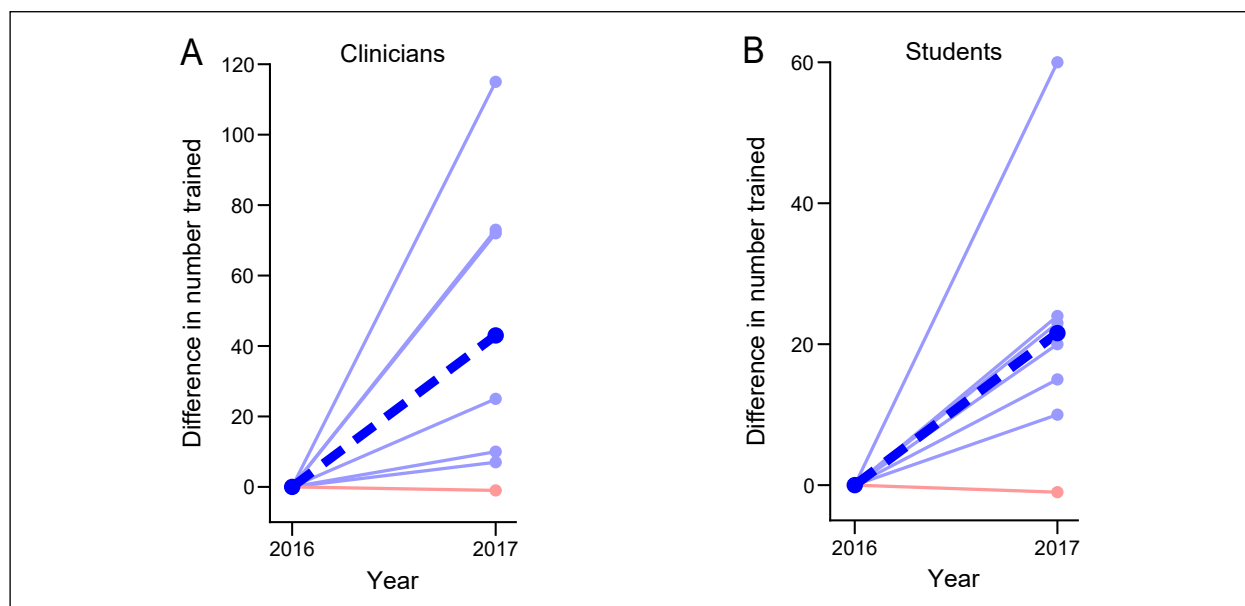 A
Clinicians
Difference in number trained
120
100
80
60
40
20
0
2016
2017
Year
B
Students
Difference in number trained
60
40
20
0
2016
2017
Year